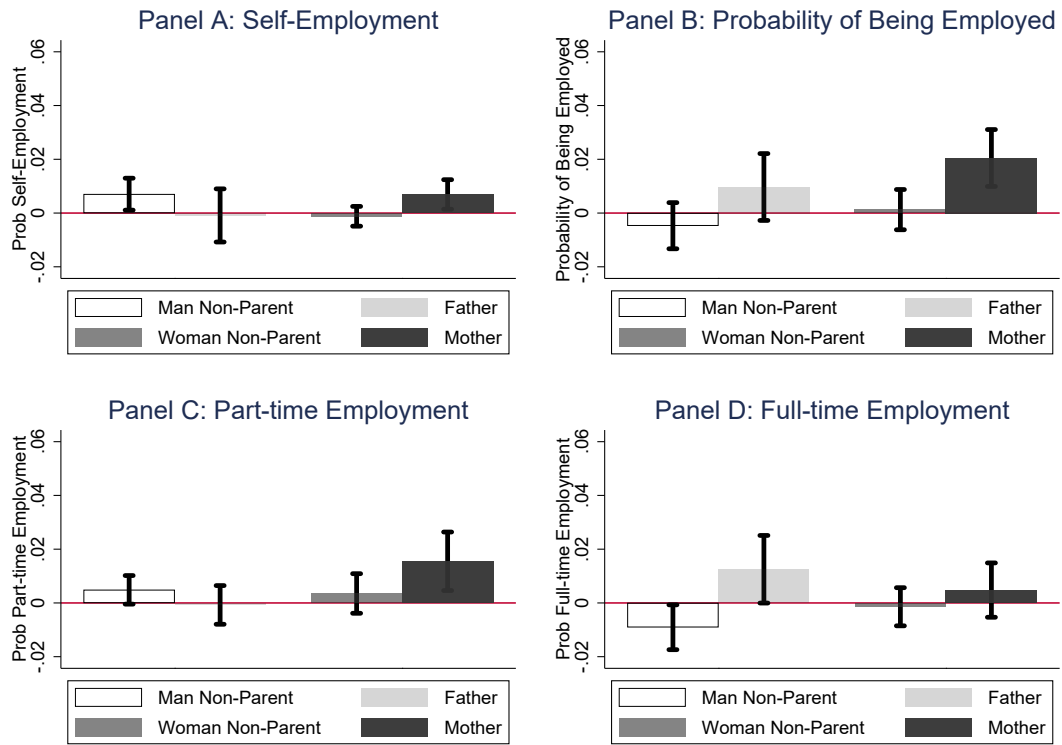 Panel A: Self-Employment
Prob Self-Employment
.06
.04
.02
0
-.02
Man Non-Parent
Father
Woman Non-Parent
Mother
Panel B: Probability of Being Employed
Probability of Being Employed
.06
.04
.02
0
-.02
Man Non-Parent
Father
Woman Non-Parent
Mother
Panel C: Part-time Employment
Prob Part-time Employment
.06
.04
.02
0
-.02
Man Non-Parent
Father
Woman Non-Parent
Mother
Panel D: Full-time Employment
Prob Full-time Employment
.06
.04
.02
0
-.02
Man Non-Parent
Father
Woman Non-Parent
Mother